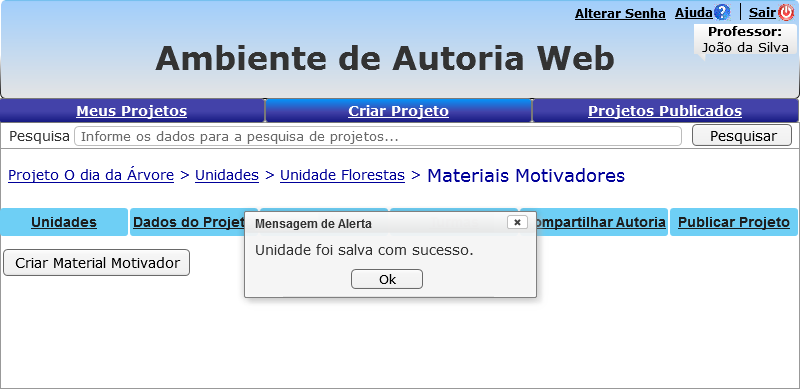 Alterar Senha Ajuda ? | Sair
Professor:
João da Silva
Ambiente de Autoria Web
Meus Projetos Criar Projeto Projetos Publicados
Pesquisa Informe os dados para a pesquisa de projetos... Pesquisar
Projeto O dia da Árvore > Unidades > Unidade Florestas > Materiais Motivadores
Unidades Dados do Projet ompartilhar Autoria Publicar Projeto
Mensagem de Alerta
Unidade foi salva com sucesso.
Ok
Criar Material Motivador